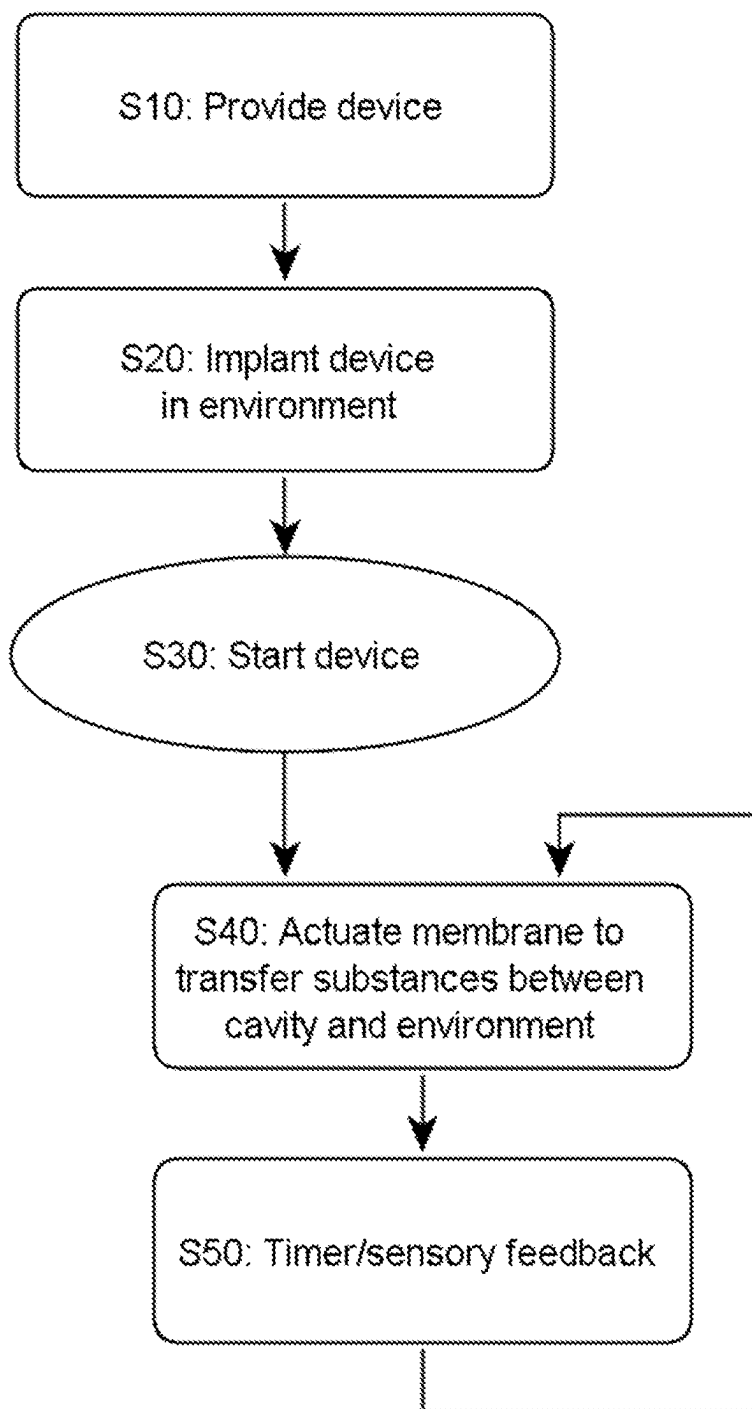 S10: Provide device
S20: Implant device
in environment
S30: Start device
S40: Actuate membrane to
transfer substances between
cavity and environment
S50: Timer/sensory feedback